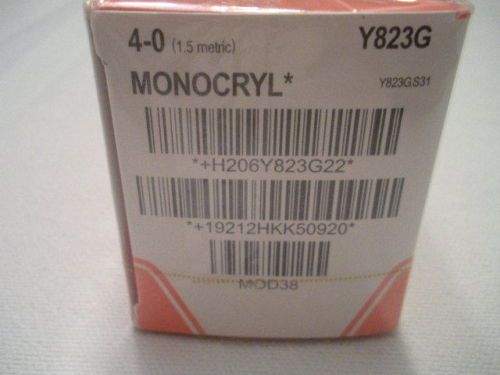 4-0 (1.5 metric) Y823G
MONOCRYL* Y823GS31
*+H206Y823G22*
*+19212HKK50920*
MOD38